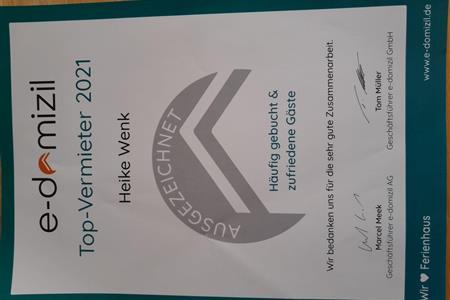 e-domizil
Top-Vermieter 2021
Heike Wenk
AUSGEZEICHNET
Häufig gebucht &
zufriedene Gäste
Wir bedanken uns für die sehr gute Zusammenarbeit.
Marcel Meek
Geschäftsführer e-domizil AG
Tom Müller
Geschäftsführer e-domizil GmbH
Wir ♥ Ferienhaus
www.e-domizil.de